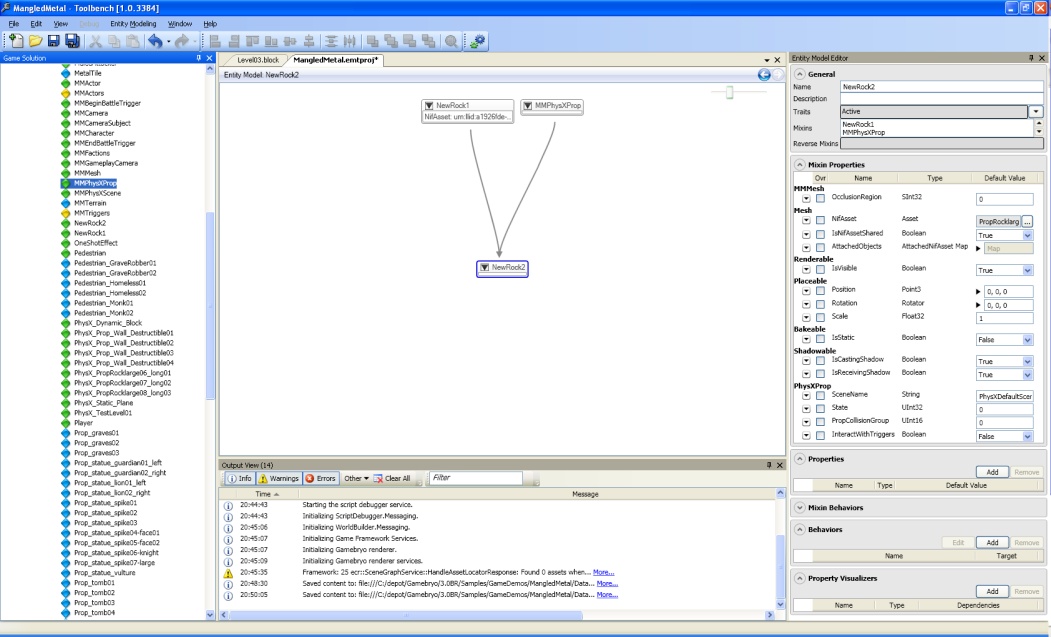 MangledMetal - Toolbench [1.0.3384]
File Edit View Debug Entity Modeling Window Help
Game Solution
MetalTile
MMActor
MMActors
MMBeginBattleTrigger
MMCamera
MMCameraSubject
MMCharacter
MMEndBattleTrigger
MMFactions
MMGameplayCamera
MMMesh
MMPhysXProp
MMPhysXScene
MMTerrain
MMTriggers
NewRock2
NewRock1
OneShotEffect
Pedestrian
Pedestrian_GraveRobber01
Pedestrian_GraveRobber02
Pedestrian_Homeless01
Pedestrian_Homeless02
Pedestrian_Monk01
Pedestrian_Monk02
PhysX_Dynamic_Block
PhysX_Prop_Wall_Destructible01
PhysX_Prop_Wall_Destructible02
PhysX_Prop_Wall_Destructible03
PhysX_Prop_Wall_Destructible04
PhysX_PropRocklarge06_long01
PhysX_PropRocklarge07_long02
PhysX_PropRocklarge08_long03
PhysX_Static_Plane
PhysX_TestLevel01
Player
Prop_graves01
Prop_graves02
Prop_graves03
Prop_statue_guardian01_left
Prop_statue_guardian02_right
Prop_statue_lion01_left
Prop_statue_lion02_right
Prop_statue_spike01
Prop_statue_spike02
Prop_statue_spike03
Prop_statue_spike04-face01
Prop_statue_spike05-face02
Prop_statue_spike06-knight
Prop_statue_spike07-large
Prop_statue_vulture
Prop_tomb01
Prop_tomb02
Prop_tomb03
Prop_tomb04
Level03.block MangledMetal.emtproj*
Entity Model: NewRock2
NewRock1
NifAsset: urn:llid:a1926fde-...
MMPhysXProp
NewRock2
Output View (14)
Info Warnings Errors Other Clear All Filter
Time Message
20:44:43 Starting the script debugger service.
20:44:43 Initializing ScriptDebugger.Messaging.
20:45:06 Initializing WorldBuilder.Messaging.
20:45:07 Initializing Game Framework Services.
20:45:07 Initializing Gamebryo renderer.
20:45:09 Initializing Gamebryo renderer services.
20:45:35 Framework: 25 ecr::SceneGraphService::HandleAssetLocatorResponse: Found 0 assets when... More...
20:48:30 Saved content to: file:///C:/depot/Gamebryo/3.0BR/Samples/GameDemos/MangledMetal/Data... More...
20:50:05 Saved content to: file:///C:/depot/Gamebryo/3.0BR/Samples/GameDemos/MangledMetal/Data... More...
Entity Model Editor
General
Name NewRock2
Description
Traits Active
Mixins NewRock1
MMPhysXProp
Reverse Mixins
Mixin Properties
Ovr Name Type Default Value
MMMesh
OcclusionRegion SInt32 0
Mesh
NifAsset Asset PropRocklarg ...
IsNifAssetShared Boolean True
AttachedObjects AttachedNifAsset Map Map
Renderable
IsVisible Boolean True
Placeable
Position Point3 0, 0, 0
Rotation Rotator 0, 0, 0
Scale Float32 1
Bakeable
IsStatic Boolean False
Shadowable
IsCastingShadow Boolean True
IsReceivingShadow Boolean True
PhysXProp
SceneName String PhysXDefaultScer
State UInt32 0
PropCollisionGroup UInt16 0
InteractWithTriggers Boolean False
Properties
Add Remove
Name Type Default Value
Mixin Behaviors
Behaviors
Edit Add Remove
Name Target
Property Visualizers
Add Remove
Name Type Dependencies